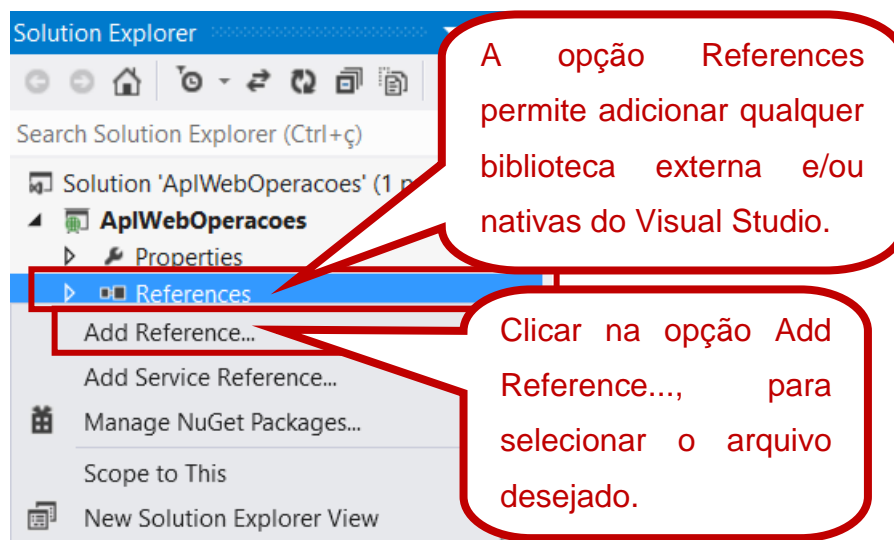 Solution Explorer
Search Solution Explorer (Ctrl+ç)
Solution 'AplWebOperacoes' (1
AplWebOperacoes
Properties
References
Add Reference...
Add Service Reference...
Manage NuGet Packages...
Scope to This
New Solution Explorer View
A opção References
permite adicionar qualquer
biblioteca externa e/ou
nativas do Visual Studio.
Clicar na opção Add
Reference..., para
selecionar o arquivo
desejado.